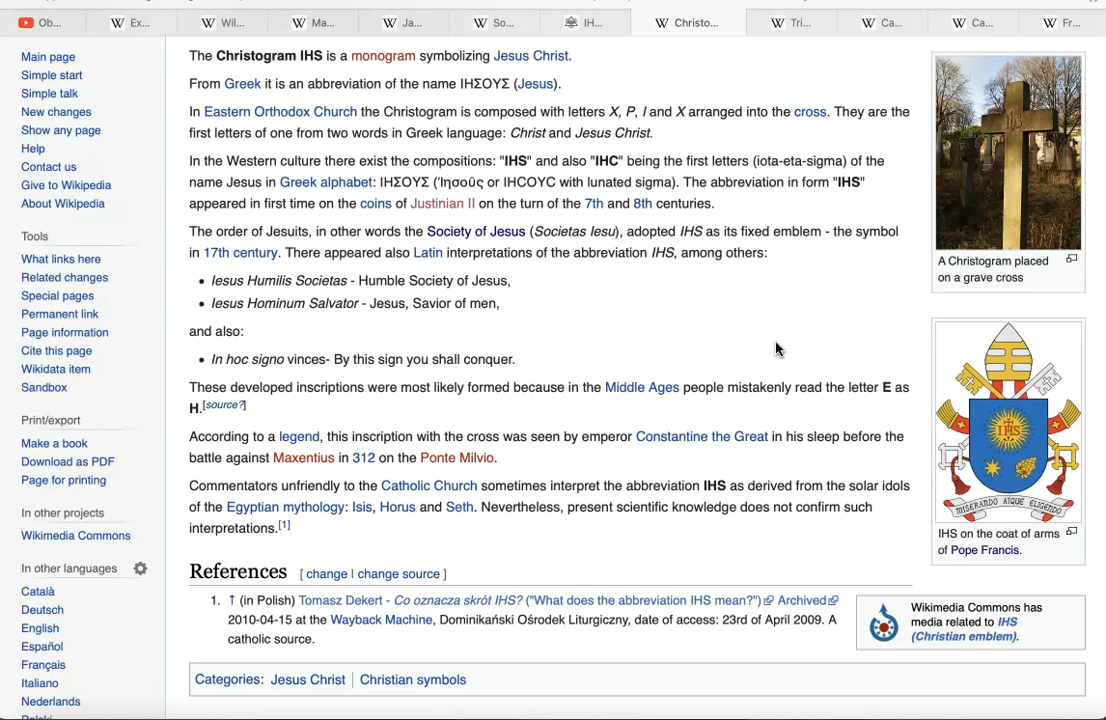 Ob...
Ex...
Wil...
Ma...
Ja...
So...
IH...
Christo...
Tri...
Ca...
Ca...
Fr...
Main page
Simple start
Simple talk
New changes
Show any page
Help
Contact us
Give to Wikipedia
About Wikipedia
Tools
What links here
Related changes
Special pages
Permanent link
Page information
Cite this page
Wikidata item
Sandbox
Print/export
Make a book
Download as PDF
Page for printing
In other projects
Wikimedia Commons
In other languages
Català
Deutsch
English
Español
Français
Italiano
Nederlands
Polski
The Christogram IHS is a monogram symbolizing Jesus Christ.
From Greek it is an abbreviation of the name ΙΗΣΟΥΣ (Jesus).
In Eastern Orthodox Church the Christogram is composed with letters X, P, I and X arranged into the cross. They are the
first letters of one from two words in Greek language: Christ and Jesus Christ.
In the Western culture there exist the compositions: "IHS" and also "IHC" being the first letters (iota-eta-sigma) of the
name Jesus in Greek alphabet: ΙΗΣΟΥΣ (Ἰησοῦς or IHCOYC with lunated sigma). The abbreviation in form "IHS"
appeared in first time on the coins of Justinian II on the turn of the 7th and 8th centuries.
The order of Jesuits, in other words the Society of Jesus (Societas Iesu), adopted IHS as its fixed emblem - the symbol
in 17th century. There appeared also Latin interpretations of the abbreviation IHS, among others:
• Iesus Humilis Societas - Humble Society of Jesus,
• Iesus Hominum Salvator - Jesus, Savior of men,
and also:
• In hoc signo vinces- By this sign you shall conquer.
These developed inscriptions were most likely formed because in the Middle Ages people mistakenly read the letter E as
H.[source?]
According to a legend, this inscription with the cross was seen by emperor Constantine the Great in his sleep before the
battle against Maxentius in 312 on the Ponte Milvio.
Commentators unfriendly to the Catholic Church sometimes interpret the abbreviation IHS as derived from the solar idols
of the Egyptian mythology: Isis, Horus and Seth. Nevertheless, present scientific knowledge does not confirm such
interpretations.[1]
References [ change | change source ]
1. ↑ (in Polish) Tomasz Dekert - Co oznacza skrót IHS? ("What does the abbreviation IHS mean?") Archived
2010-04-15 at the Wayback Machine, Dominikański Ośrodek Liturgiczny, date of access: 23rd of April 2009. A
catholic source.
Categories: Jesus Christ | Christian symbols
IHS
A Christogram placed
on a grave cross
IHS
MISERANDO ATQUE ELIGENDO
IHS on the coat of arms
of Pope Francis.
Wikimedia Commons has
media related to IHS
(Christian emblem).